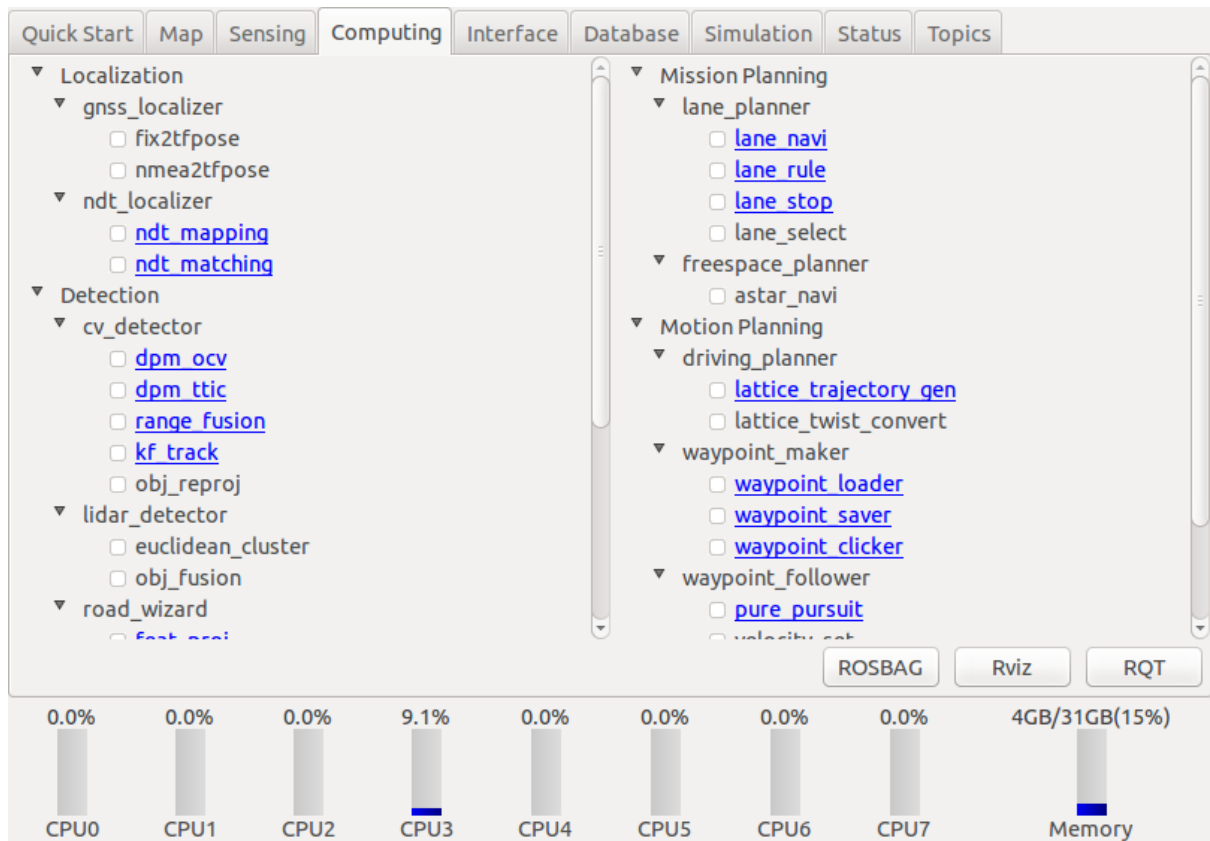 Quick Start Map Sensing Computing Interface Database Simulation Status Topics
Localization
gnss_localizer
fix2tfpose
nmea2tfpose
ndt_localizer
ndt_mapping
ndt_matching
Detection
cv_detector
dpm_ocv
dpm_ttic
range_fusion
kf_track
obj_reproj
lidar_detector
euclidean_cluster
obj_fusion
road_wizard
feat_proj
Mission Planning
lane_planner
lane_navi
lane_rule
lane_stop
lane_select
freespace_planner
astar_navi
Motion Planning
driving_planner
lattice_trajectory_gen
lattice_twist_convert
waypoint_maker
waypoint_loader
waypoint_saver
waypoint_clicker
waypoint_follower
pure_pursuit
velocity_set
ROSBAG Rviz RQT
0.0% 0.0% 0.0% 9.1% 0.0% 0.0% 0.0% 0.0% 4GB/31GB(15%)
CPU0 CPU1 CPU2 CPU3 CPU4 CPU5 CPU6 CPU7 Memory